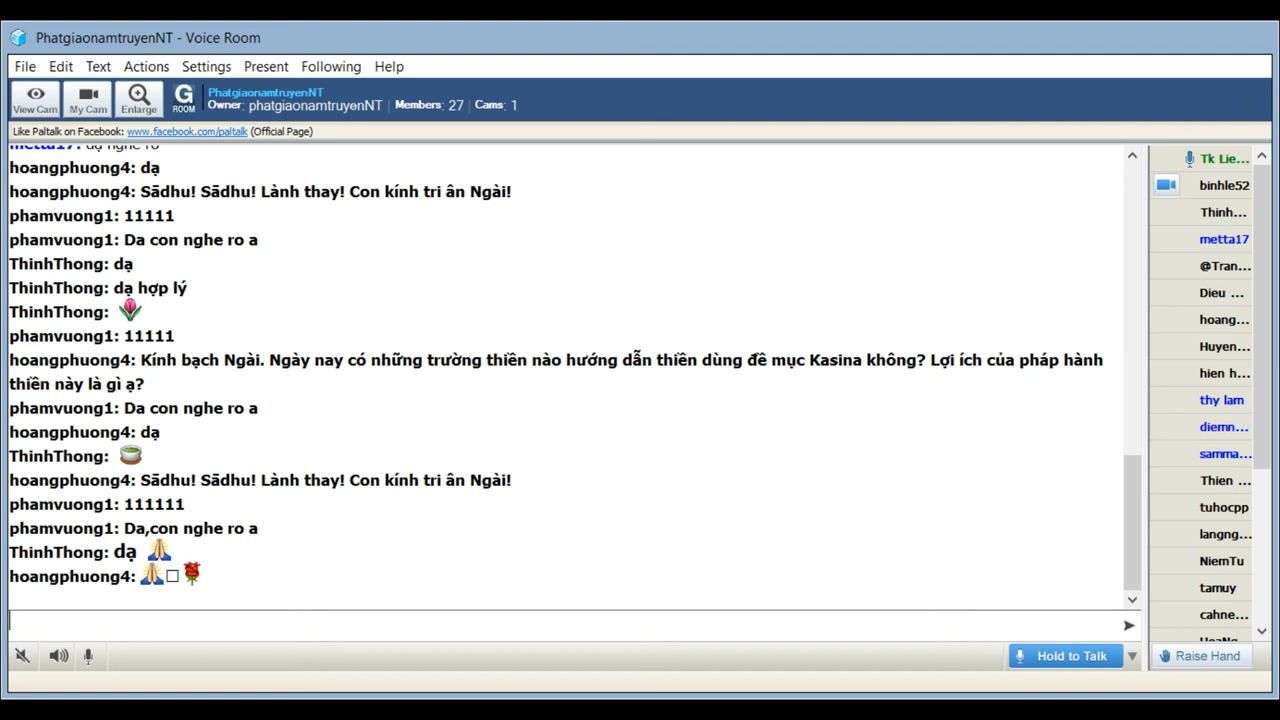 PhatgiaonamtruyenNT - Voice Room
File Edit Text Actions Settings Present Following Help
View Cam My Cam Enlarge G ROOM
PhatgiaonamtruyenNT
Owner: phatgiaonamtruyenNT Members: 27 Cams: 1
Like Paltalk on Facebook: www.facebook.com/paltalk (Official Page)
metta17: dạ nghe rõ
hoangphuong4: dạ
hoangphuong4: Sādhu! Sādhu! Lành thay! Con kính tri ân Ngài!
phamvuong1: 11111
phamvuong1: Da con nghe ro a
ThinhThong: dạ
ThinhThong: dạ hợp lý
ThinhThong:
phamvuong1: 11111
hoangphuong4: Kính bạch Ngài. Ngày nay có những trường thiền nào hướng dẫn thiền dùng đề mục Kasina không? Lợi ích của pháp hành
thiền này là gì ạ?
phamvuong1: Da con nghe ro a
hoangphuong4: dạ
ThinhThong:
hoangphuong4: Sādhu! Sādhu! Lành thay! Con kính tri ân Ngài!
phamvuong1: 111111
phamvuong1: Da,con nghe ro a
ThinhThong: dạ
hoangphuong4:
Tk Lie...
binhle52
Thinh...
metta17
@Tran...
Dieu ...
hoang...
Huyen...
hien h...
thy lam
diemn...
samma...
Thien ...
tuhocpp
langng...
NiemTu
tamuy
cahne...
HoaNg...
Hold to Talk
Raise Hand